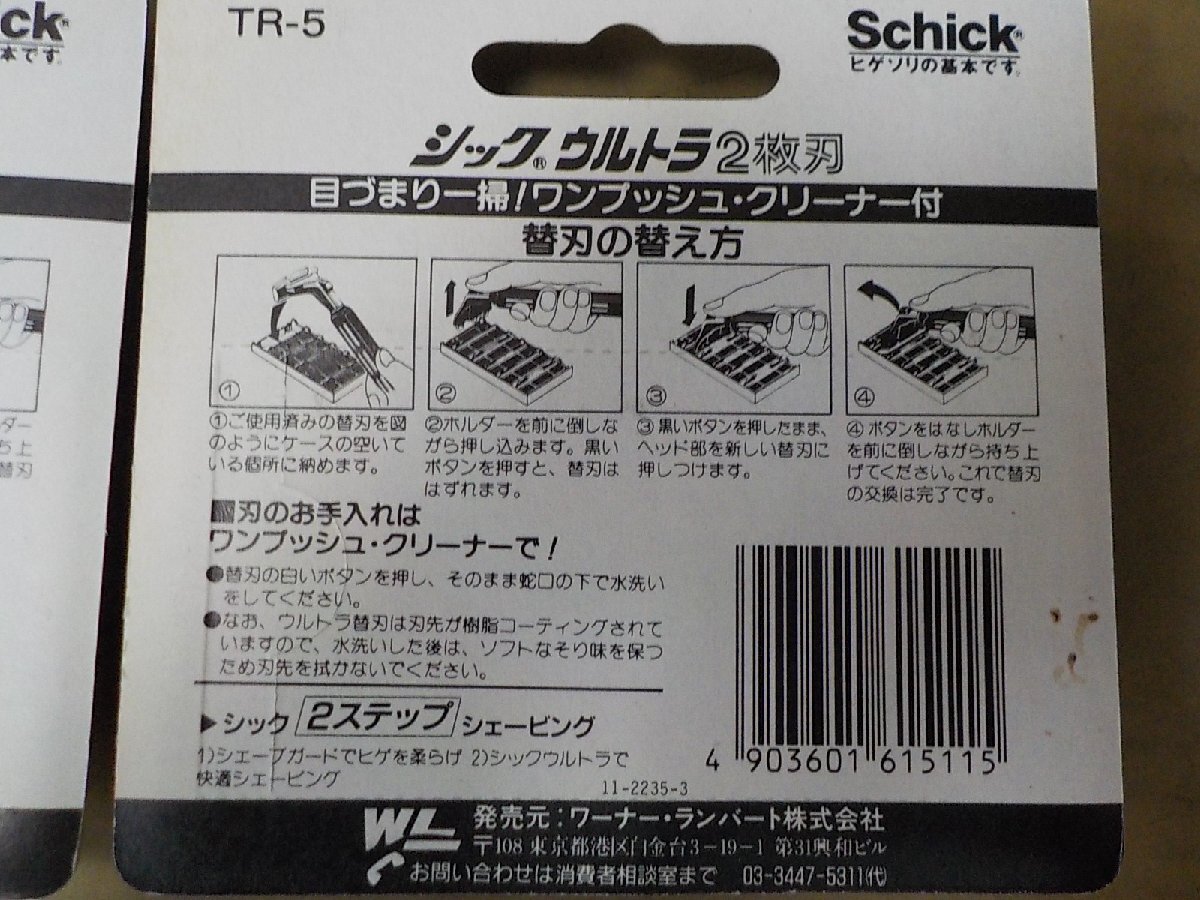 ck®
本です。
ダー
ち上
替刃
TR-5
Schick®
ヒゲソリの基本です。
シック®ウルトラ2枚刃
目づまり一掃!ワンプッシュ・クリーナー付
替刃の替え方
①
②
③
④
①ご使用済みの替刃を図
のようにケースの空いて
いる個所に納めます。
②ホルダーを前に倒しな
がら押し込みます。黒い
ボタンを押すと、替刃は
はずれます。
③黒いボタンを押したまま、
ヘッド部を新しい替刃に
押しつけます。
④ボタンをはなしホルダー
を前に倒しながら持ち上
げてください。これで替刃
の交換は完了です。
■刃のお手入れは
ワンプッシュ・クリーナーで!
●替刃の白いボタンを押し、そのまま蛇口の下で水洗い
をしてください。
●なお、ウルトラ替刃は刃先が樹脂コーティングされて
いますので、水洗いした後は、ソフトなそり味を保つ
ため刃先を拭かないでください。
▶シック 2ステップ シェービング
1)シェーブガードでヒゲを柔らげ 2)シックウルトラで
快適シェービング
11-2235-3
4 903601 615115
WL 発売元:ワーナー・ランバート株式会社
〒108 東京都港区白金台3-19-1 第31興和ビル
お問い合わせは消費者相談室まで 03-3447-5311(代)